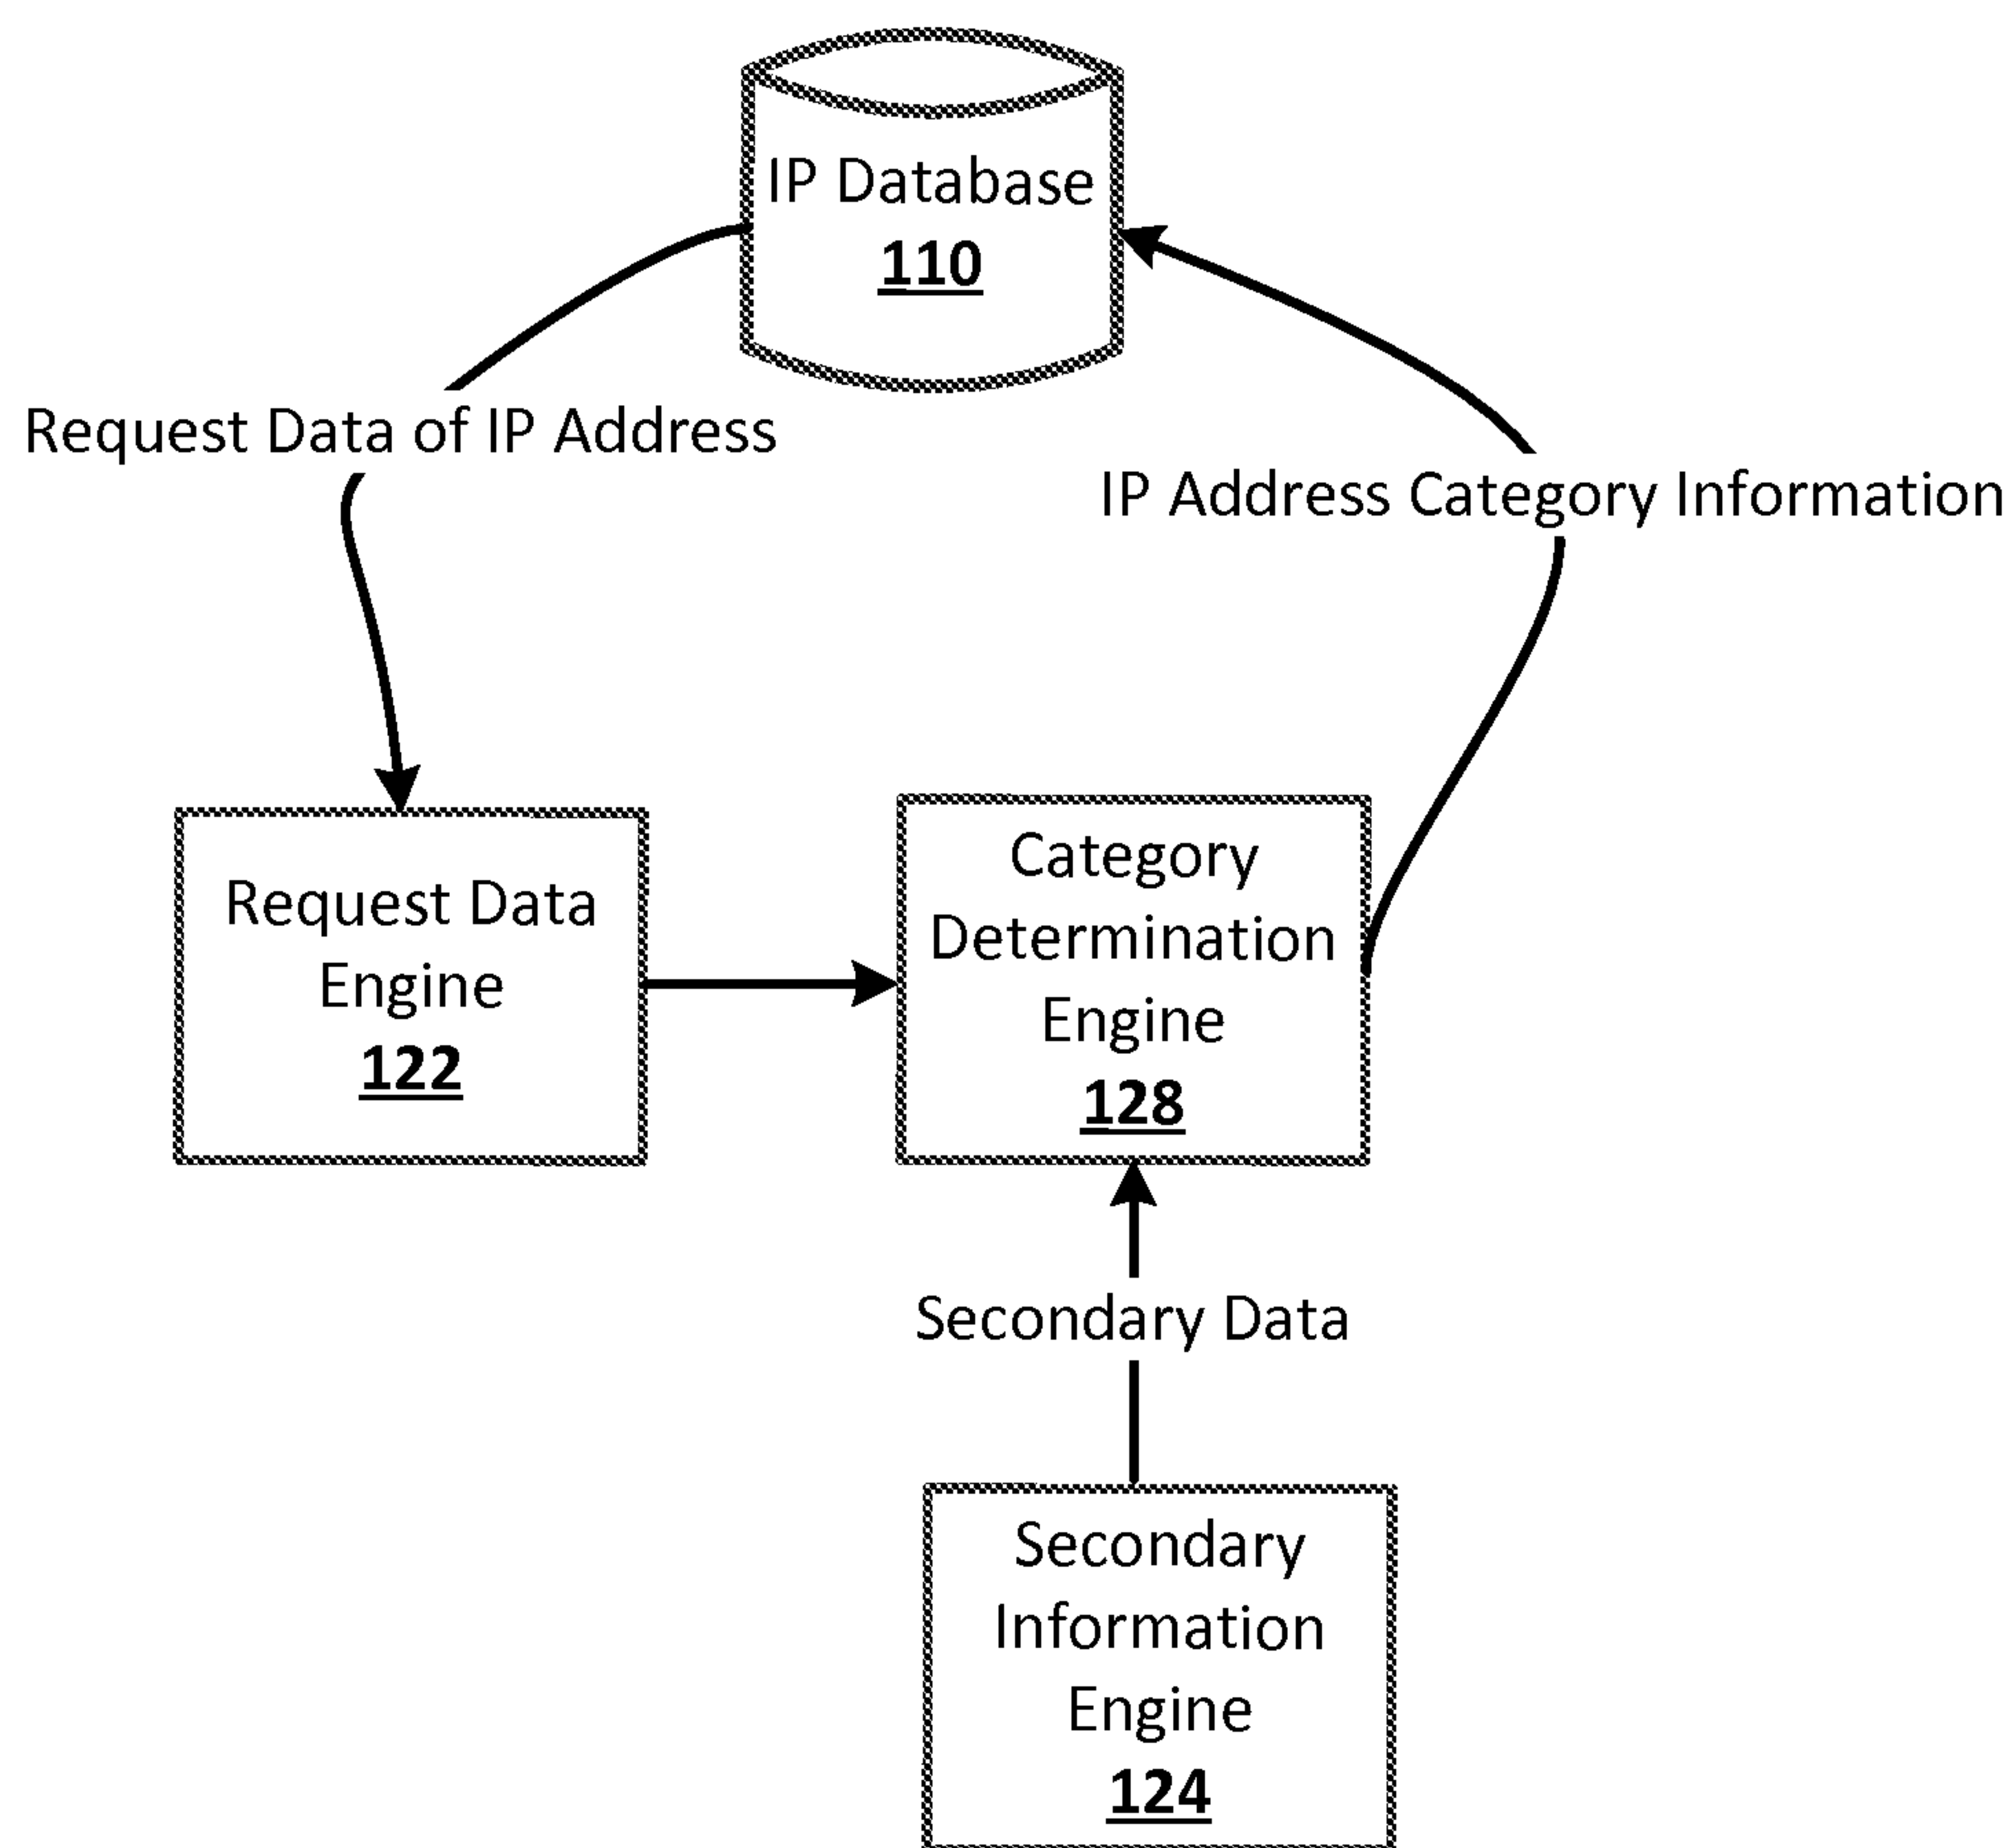 IP Database
110
Request Data of IP Address
IP Address Category Information
Request Data
Engine
122
Category
Determination
Engine
128
Secondary Data
Secondary
Information
Engine
124